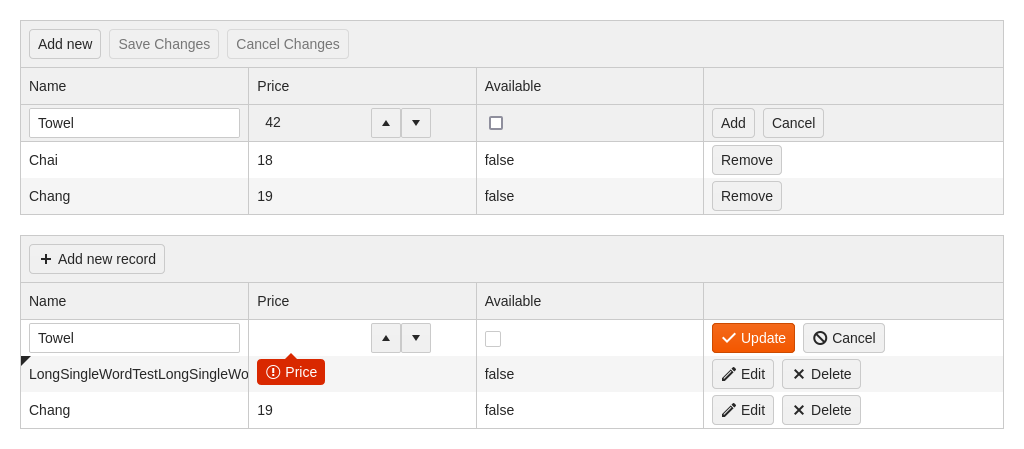 Add new Save Changes Cancel Changes
Name Price Available
Towel 42 Add Cancel
Chai 18 false Remove
Chang 19 false Remove
Add new record
Name Price Available
Towel Update Cancel
LongSingleWordTestLongSingleWo Price false Edit Delete
Chang 19 false Edit Delete